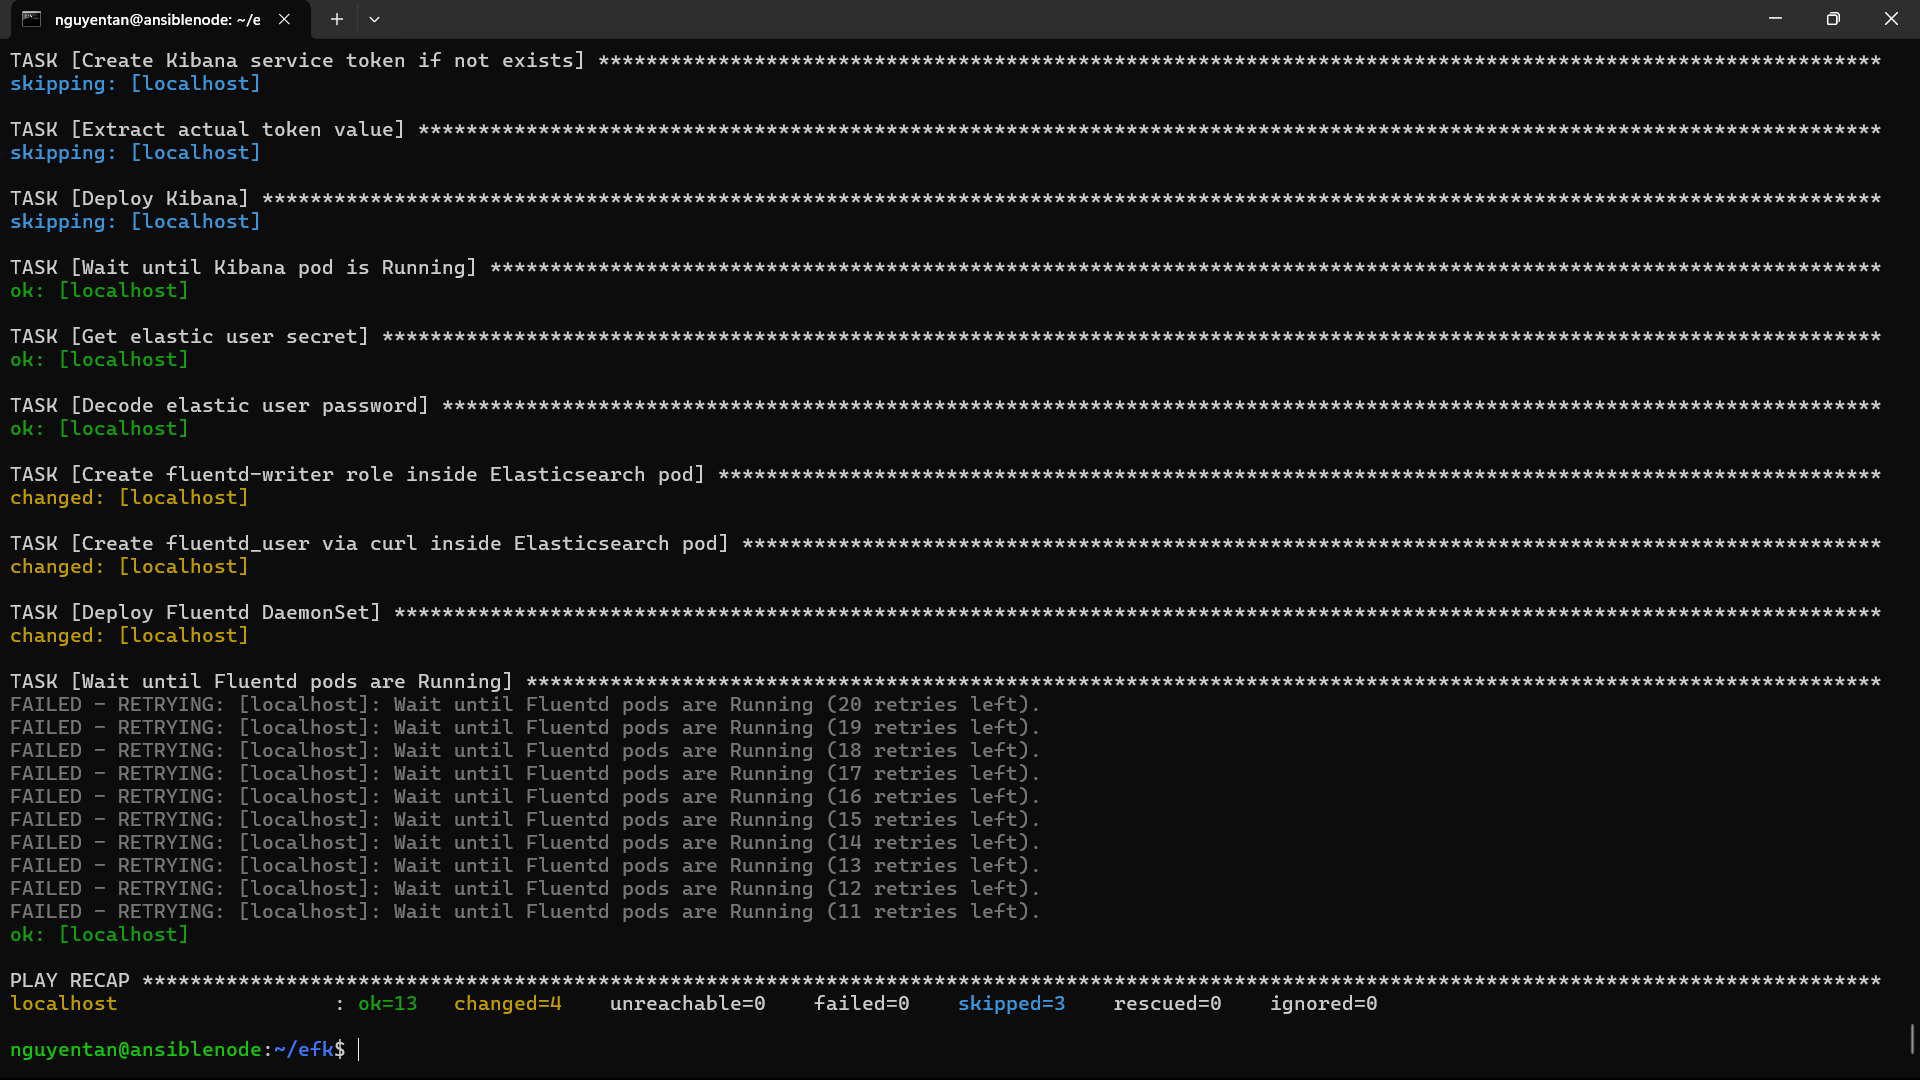 nguyentan@ansiblenode: ~/e
TASK [Create Kibana service token if not exists] ***********************************************************************************************************
skipping: [localhost]
TASK [Extract actual token value] **************************************************************************************************************************
skipping: [localhost]
TASK [Deploy Kibana] ***************************************************************************************************************************************
skipping: [localhost]
TASK [Wait until Kibana pod is Running] ********************************************************************************************************************
ok: [localhost]
TASK [Get elastic user secret] *****************************************************************************************************************************
ok: [localhost]
TASK [Decode elastic user password] ************************************************************************************************************************
ok: [localhost]
TASK [Create fluentd-writer role inside Elasticsearch pod] *************************************************************************************************
changed: [localhost]
TASK [Create fluentd_user via curl inside Elasticsearch pod] ***********************************************************************************************
changed: [localhost]
TASK [Deploy Fluentd DaemonSet] ****************************************************************************************************************************
changed: [localhost]
TASK [Wait until Fluentd pods are Running] *****************************************************************************************************************
FAILED - RETRYING: [localhost]: Wait until Fluentd pods are Running (20 retries left).
FAILED - RETRYING: [localhost]: Wait until Fluentd pods are Running (19 retries left).
FAILED - RETRYING: [localhost]: Wait until Fluentd pods are Running (18 retries left).
FAILED - RETRYING: [localhost]: Wait until Fluentd pods are Running (17 retries left).
FAILED - RETRYING: [localhost]: Wait until Fluentd pods are Running (16 retries left).
FAILED - RETRYING: [localhost]: Wait until Fluentd pods are Running (15 retries left).
FAILED - RETRYING: [localhost]: Wait until Fluentd pods are Running (14 retries left).
FAILED - RETRYING: [localhost]: Wait until Fluentd pods are Running (13 retries left).
FAILED - RETRYING: [localhost]: Wait until Fluentd pods are Running (12 retries left).
FAILED - RETRYING: [localhost]: Wait until Fluentd pods are Running (11 retries left).
ok: [localhost]
PLAY RECAP *************************************************************************************************************************************************
localhost                  : ok=13   changed=4    unreachable=0    failed=0    skipped=3    rescued=0    ignored=0
nguyentan@ansiblenode:~/efk$